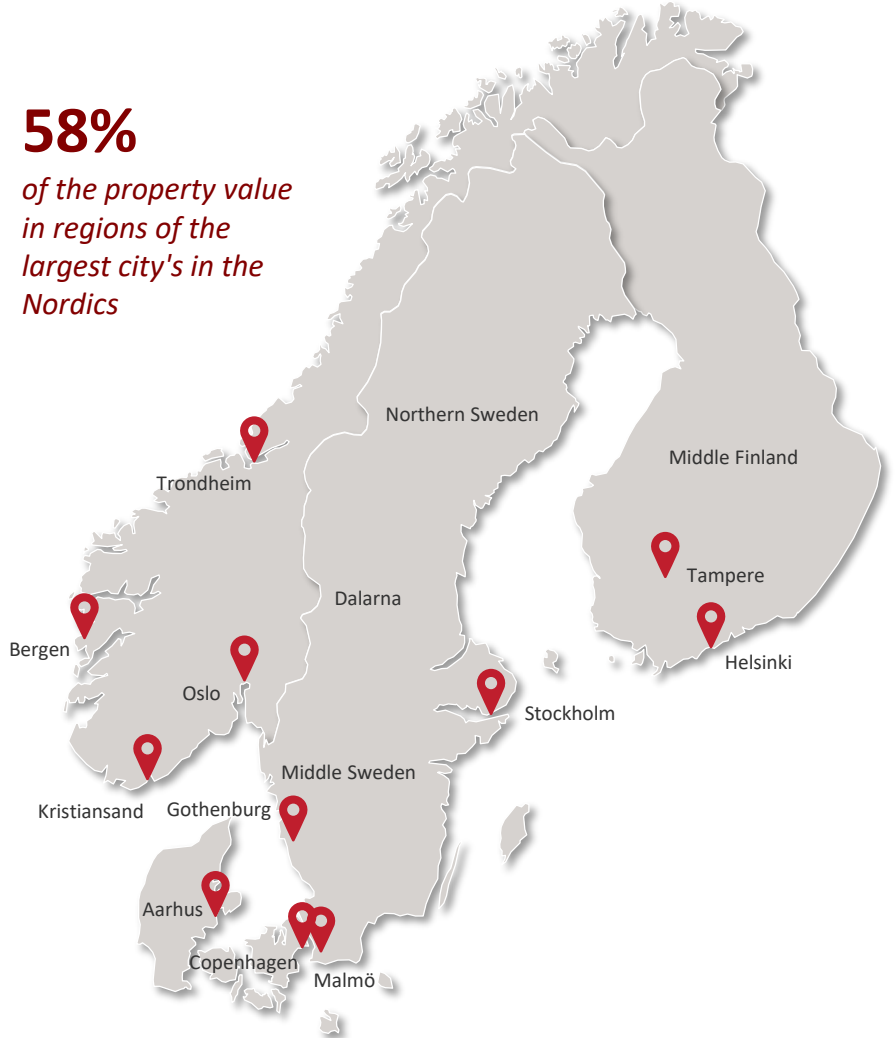 58%
of the property value
in regions of the
largest city's in the
Nordics
Northern Sweden
Middle Finland
Trondheim
Tampere
Dalarna
Bergen
Helsinki
Oslo
Stockholm
Middle Sweden
Kristiansand
Gothenburg
Aarhus
Copenhagen
Malmö